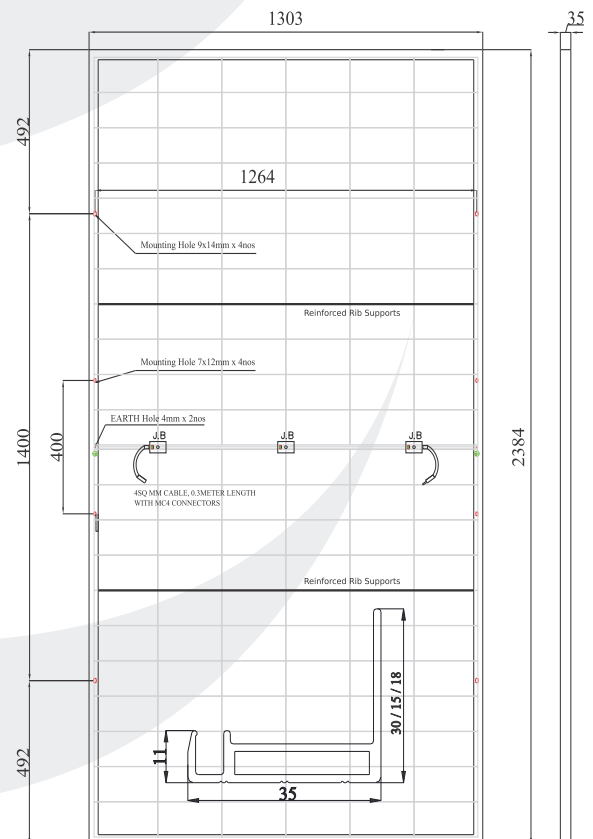 1303
35
492
1264
Mounting Hole 9x14mm x 4nos
Reinforced Rib Supports
Mounting Hole 7x12mm x 4nos
EARTH Hole 4mm x 2nos
J.B
J.B
J.B
1400
400
2384
4SQ MM CABLE, 0.3METER LENGTH
WITH MC4 CONNECTORS
Reinforced Rib Supports
30 / 15 / 18
11
492
35